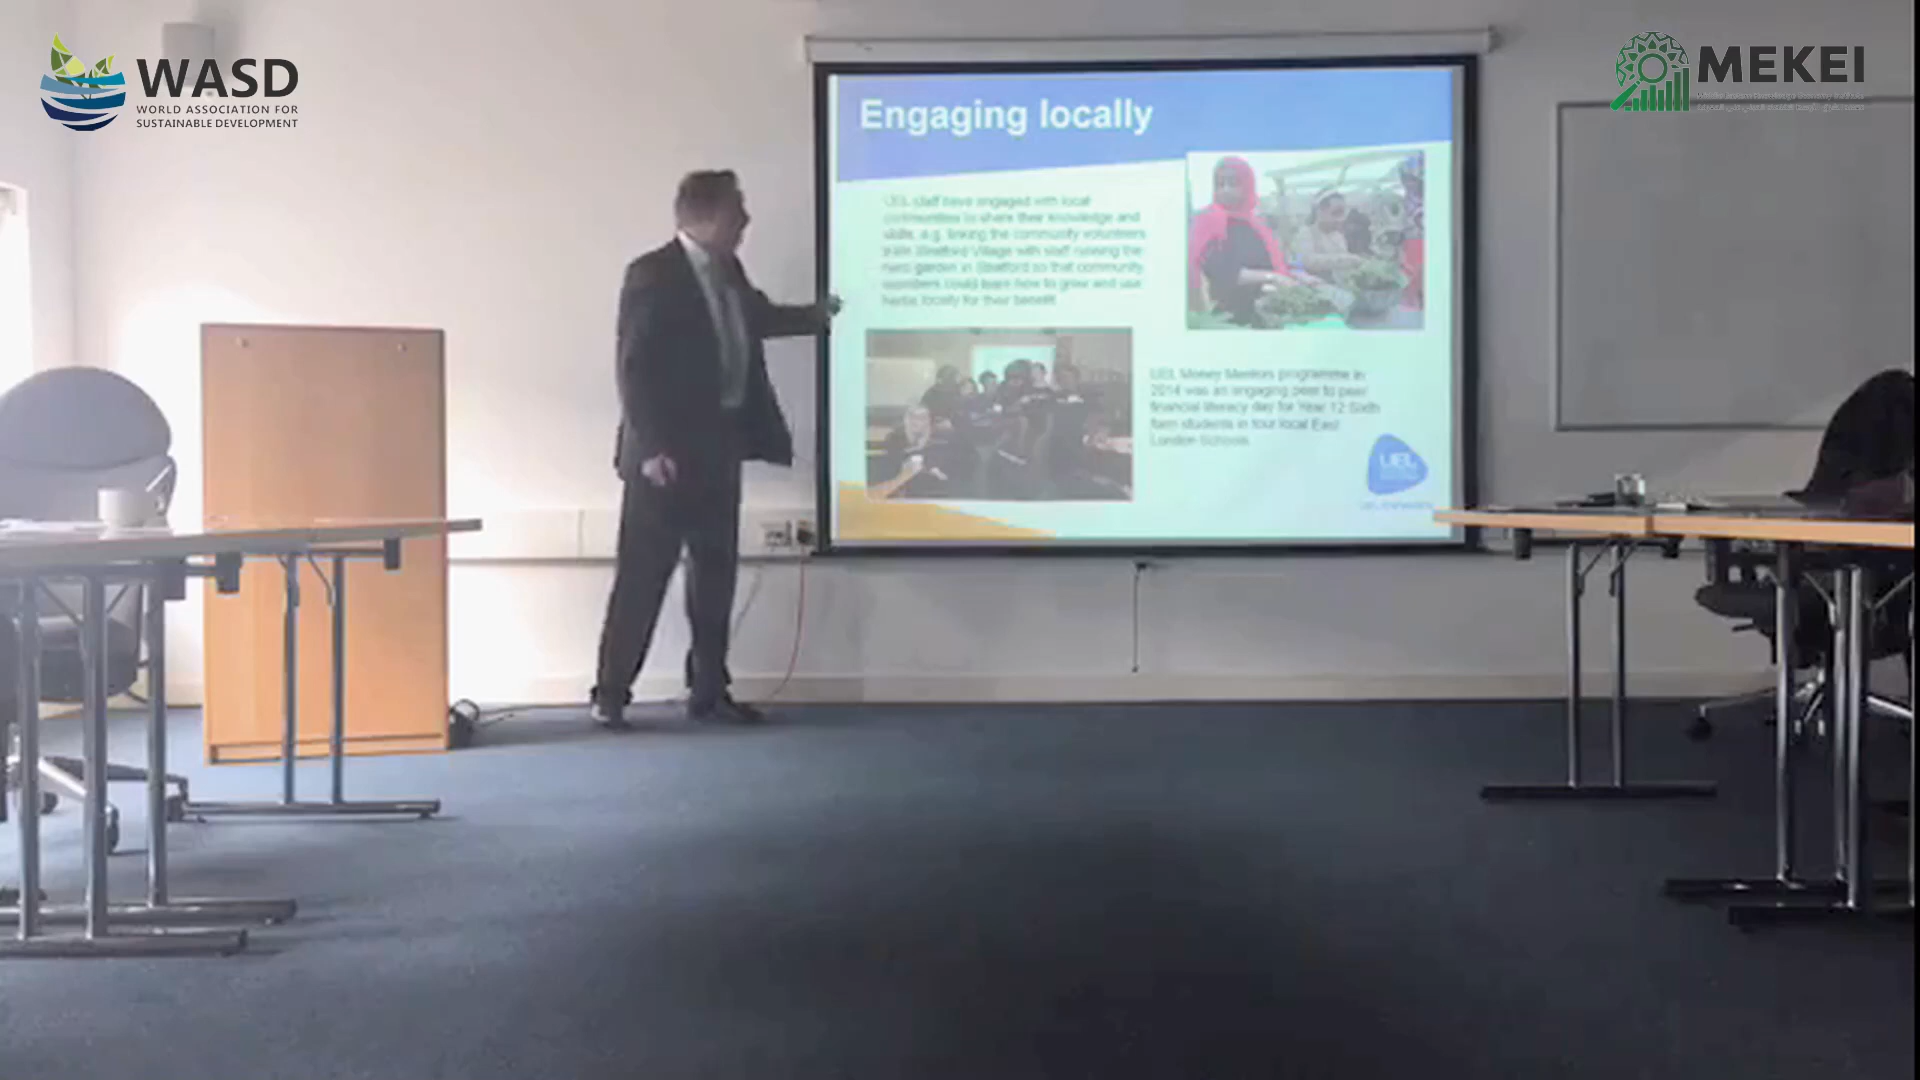 WASD
WORLD ASSOCIATION FOR
SUSTAINABLE DEVELOPMENT
MEKEI
Engaging locally
UEL staff have engaged with local
communities to share their knowledge and
skills, e.g. linking the community volunteers
Village with staff running the
garden in Stratford so that community
members could learn how to grow and use
herbs locally for their benefit
UEL Money Mentors programme in
2014 was an engaging peer to peer
financial literacy day for Year 12 Sixth
form students in four local East
London Schools.
UEL